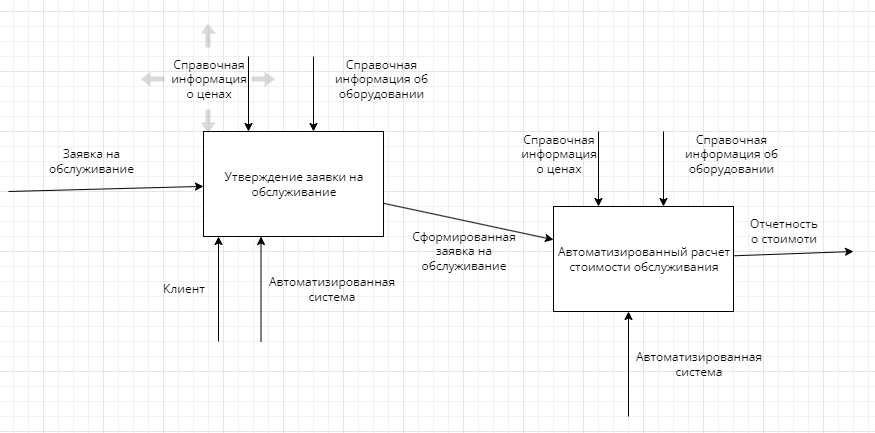 Справочная
информация
о ценах
Справочная
информация об
оборудовании
Заявка на
обслуживание
Утверждение заявки на
обслуживание
Клиент
Автоматизированная
система
Сформированная
заявка на
обслуживание
Справочная
информация
о ценах
Справочная
информация об
оборудовании
Автоматизированный расчет
стоимости обслуживания
Отчетность
о стоимоти
Автоматизированная
система